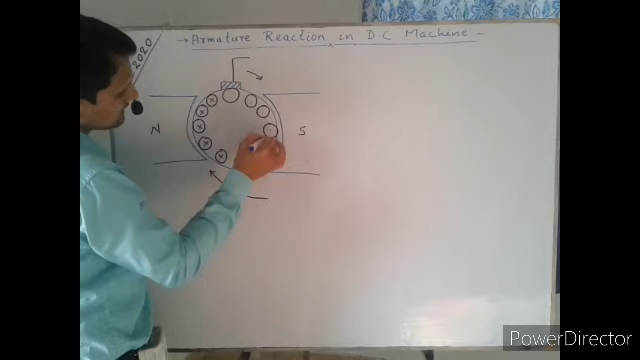 2020
→ Armature Reaction in D.C Machine -
N
S
x
x
x
x
x
x
PowerDirector